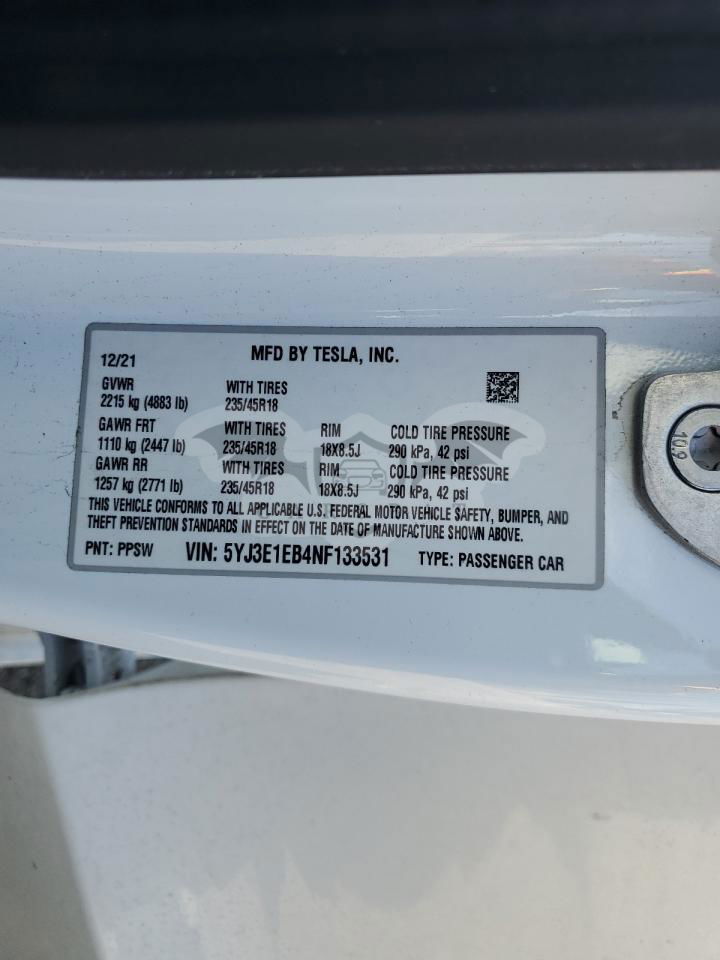 12/21 MFD BY TESLA, INC.
GVWR WITH TIRES
2215 kg (4883 lb) 235/45R18
GAWR FRT WITH TIRES RIM COLD TIRE PRESSURE
1110 kg (2447 lb) 235/45R18 18X8.5J 290 kPa, 42 psi
GAWR RR WITH TIRES RIM COLD TIRE PRESSURE
1257 kg (2771 lb) 235/45R18 18X8.5J 290 kPa, 42 psi
THIS VEHICLE CONFORMS TO ALL APPLICABLE U.S. FEDERAL MOTOR VEHICLE SAFETY, BUMPER, AND
THEFT PREVENTION STANDARDS IN EFFECT ON THE DATE OF MANUFACTURE SHOWN ABOVE.
PNT: PPSW VIN: 5YJ3E1EB4NF133531 TYPE: PASSENGER CAR
10.9